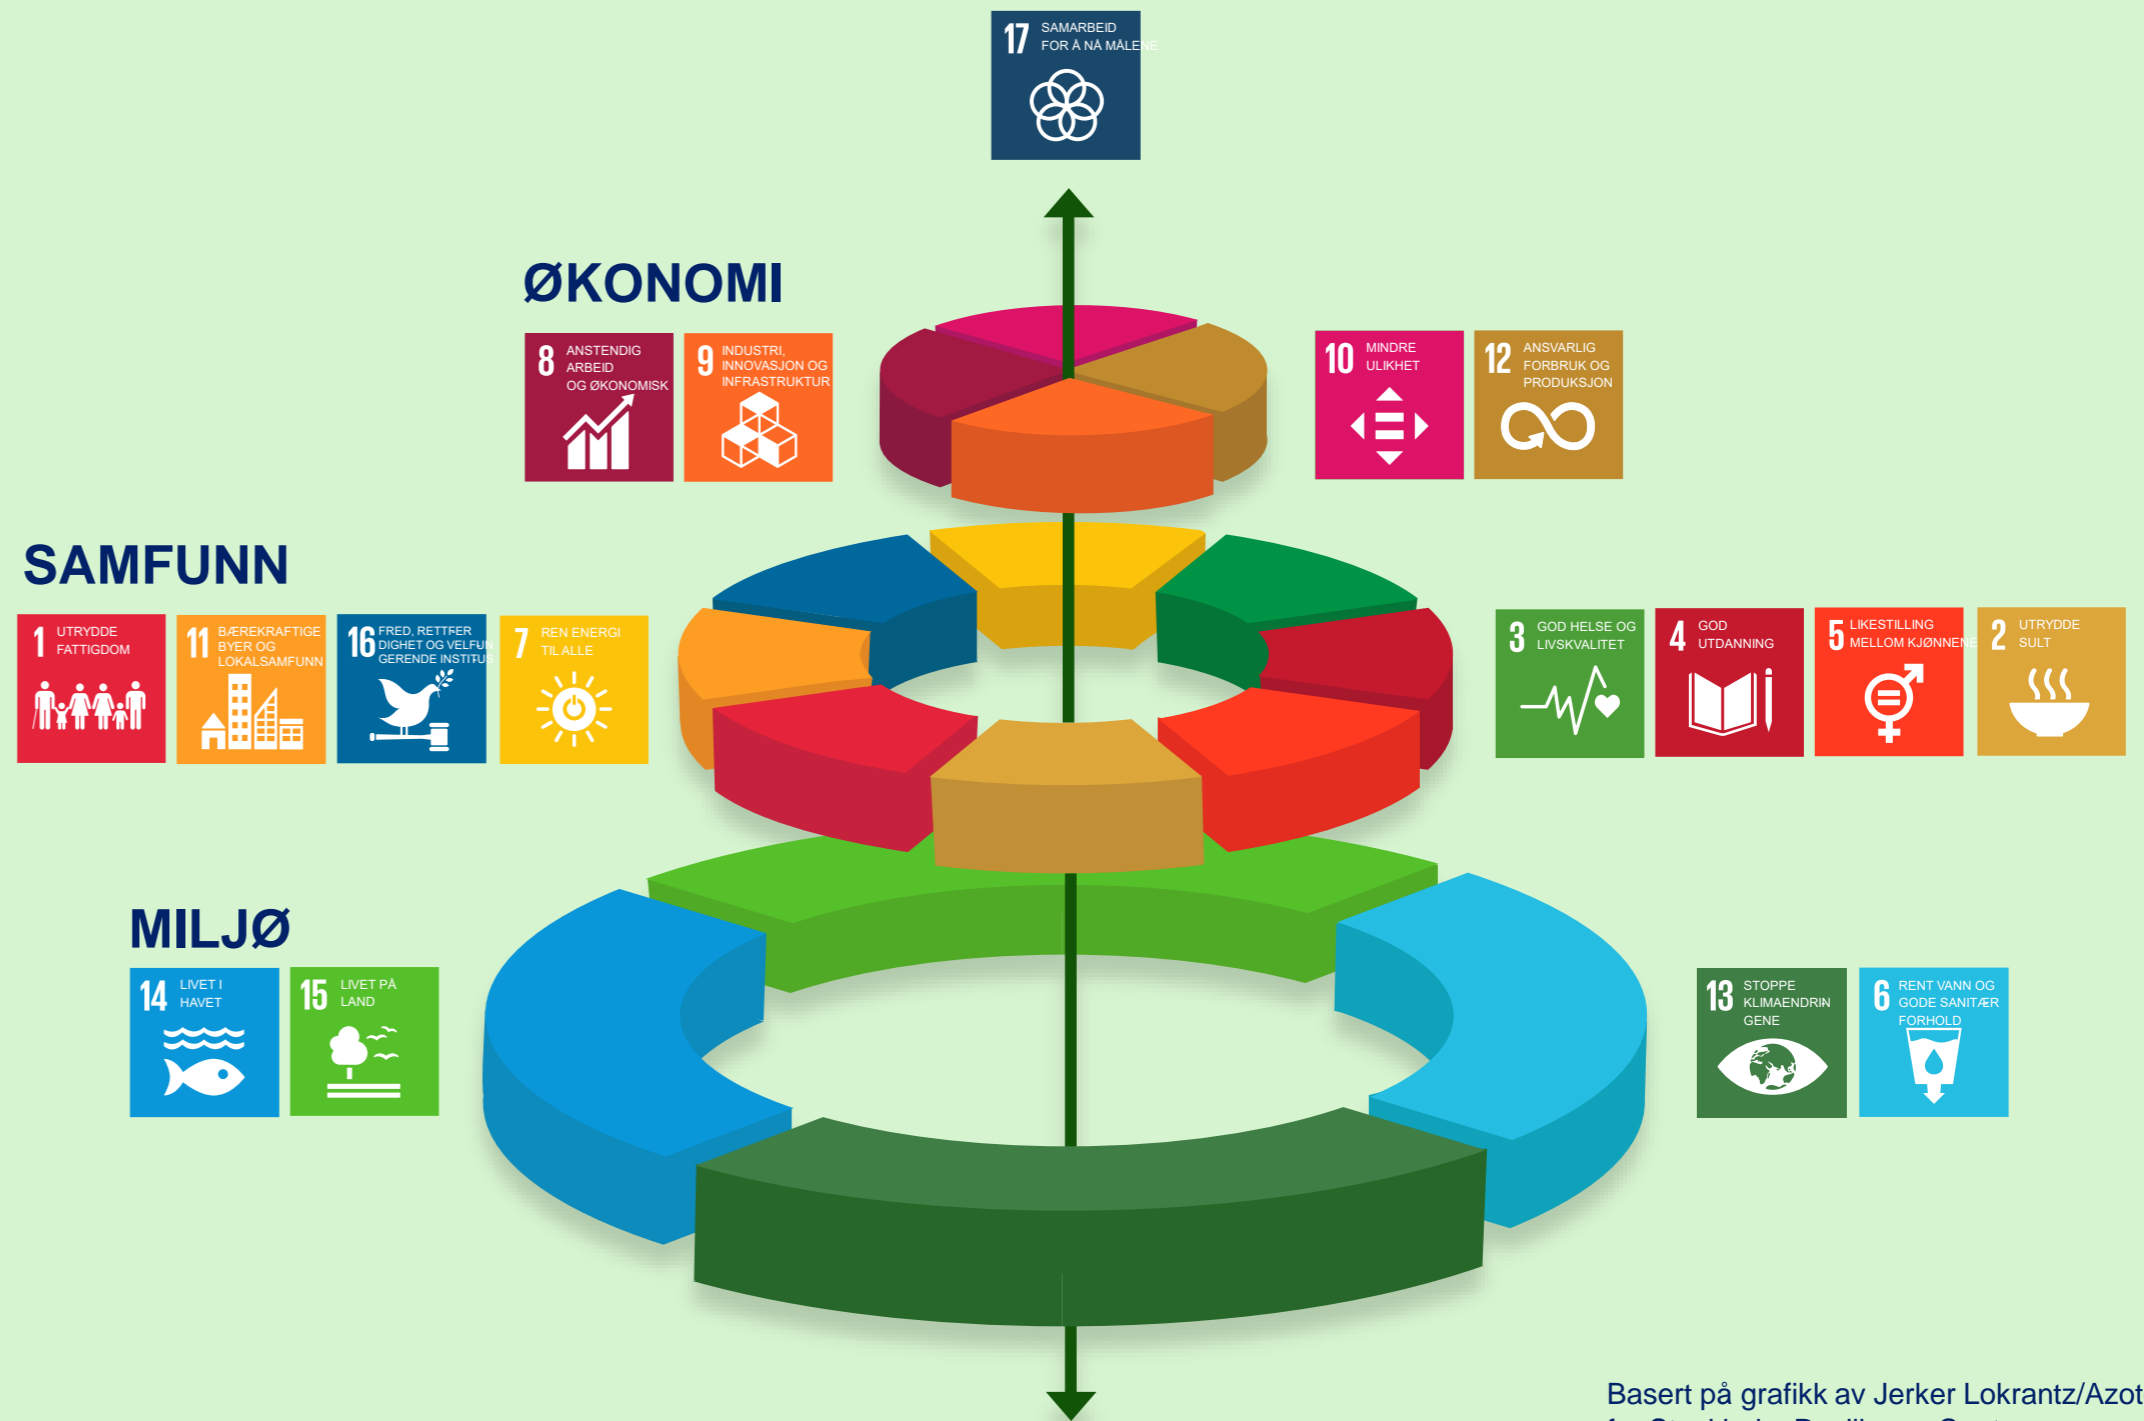 17 SAMARBEID
FOR Å NÅ MÅLENE
ØKONOMI
8 ANSTENDIG
ARBEID
OG ØKONOMISK
9 INDUSTRI,
INNOVASJON OG
INFRASTRUKTUR
10 MINDRE
ULIKHET
12 ANSVARLIG
FORBRUK OG
PRODUKSJON
SAMFUNN
1 UTRYDDE
FATTIGDOM
11 BÆREKRAFTIGE
BYER OG
LOKALSAMFUNN
16 FRED, RETTFER
DIGHET OG VELFUN
GERENDE INSTITUS
7 REN ENERGI
TIL ALLE
3 GOD HELSE OG
LIVSKVALITET
4 GOD
UTDANNING
5 LIKESTILLING
MELLOM KJØNNENE
2 UTRYDDE
SULT
MILJØ
14 LIVET I
HAVET
15 LIVET PÅ
LAND
13 STOPPE
KLIMAENDRIN
GENE
6 RENT VANN OG
GODE SANITÆR
FORHOLD
Basert på grafikk av Jerker Lokrantz/Azot